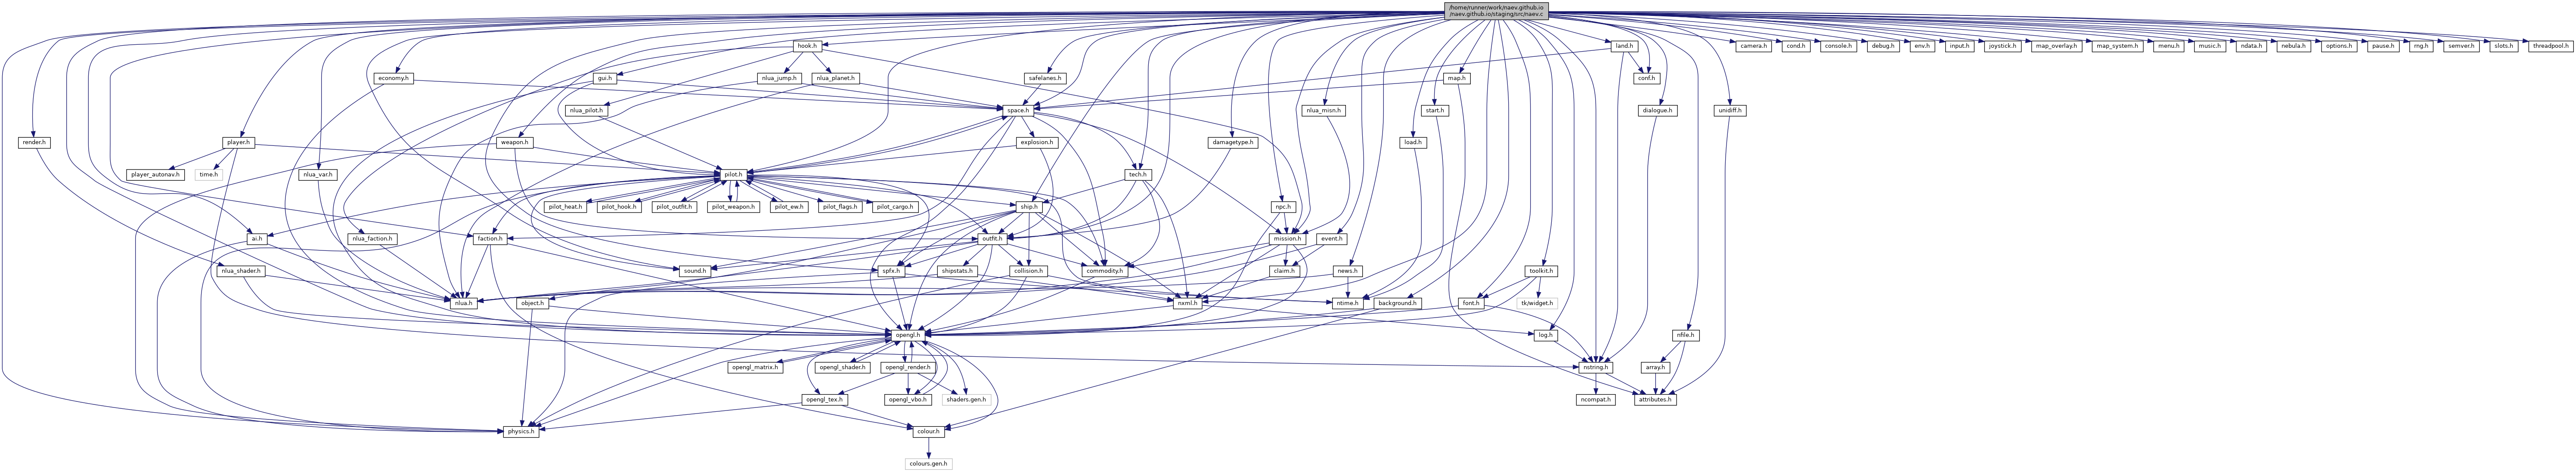 /home/runner/work/naev.github.io
/naev.github.io/staging/src/naev.c
hook.h
land.h
camera.h
cond.h
console.h
debug.h
env.h
input.h
joystick.h
map_overlay.h
map_system.h
menu.h
music.h
ndata.h
nebula.h
options.h
pause.h
rng.h
semver.h
slots.h
threadpool.h
economy.h
gui.h
nlua_jump.h
nlua_planet.h
safelanes.h
map.h
conf.h
nlua_pilot.h
space.h
nlua_misn.h
start.h
dialogue.h
unidiff.h
render.h
player.h
weapon.h
explosion.h
damagetype.h
load.h
player_autonav.h
time.h
nlua_var.h
pilot.h
tech.h
pilot_heat.h
pilot_hook.h
pilot_outfit.h
pilot_weapon.h
pilot_ew.h
pilot_flags.h
pilot_cargo.h
ship.h
npc.h
ai.h
nlua_faction.h
faction.h
outfit.h
mission.h
event.h
nlua_shader.h
sound.h
spfx.h
shipstats.h
collision.h
commodity.h
claim.h
news.h
toolkit.h
nlua.h
object.h
nxml.h
ntime.h
background.h
font.h
tk/widget.h
opengl.h
log.h
nfile.h
opengl_matrix.h
opengl_shader.h
opengl_render.h
nstring.h
array.h
opengl_tex.h
opengl_vbo.h
shaders.gen.h
ncompat.h
attributes.h
physics.h
colour.h
colours.gen.h